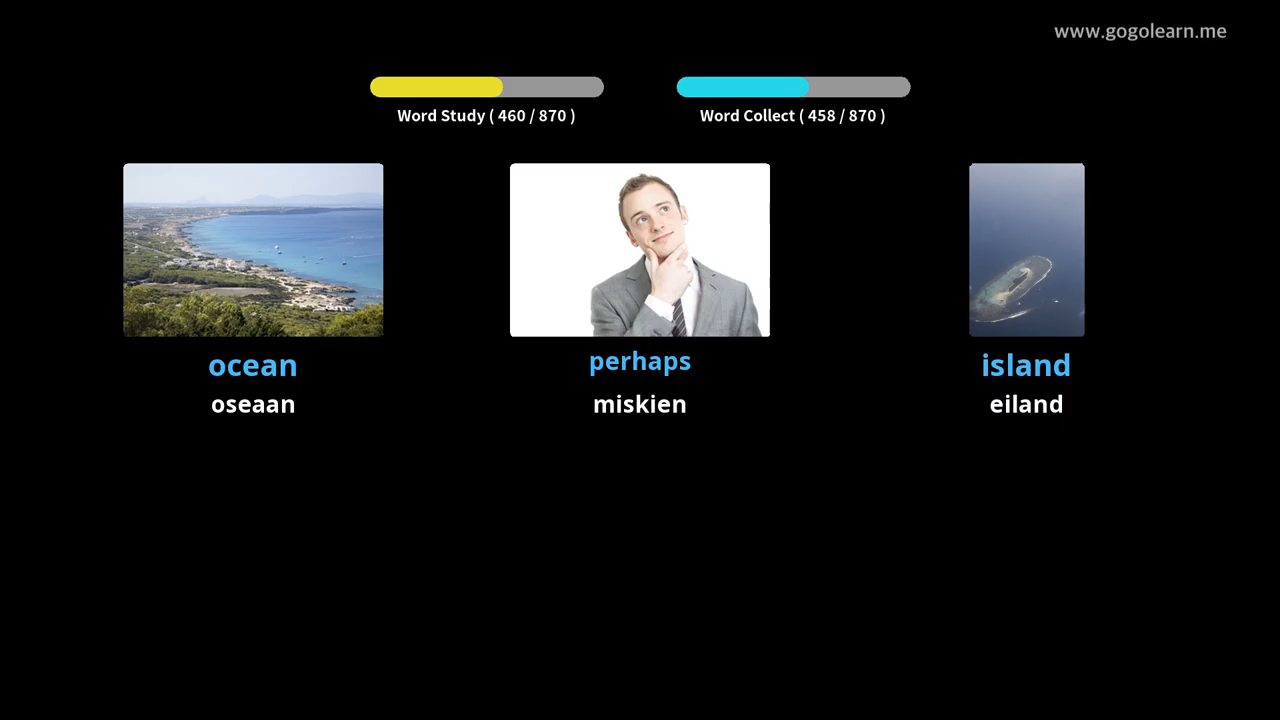 www.gogolearn.me
Word Study ( 460 / 870 )
Word Collect ( 458 / 870 )
ocean
oseaan
perhaps
miskien
island
eiland